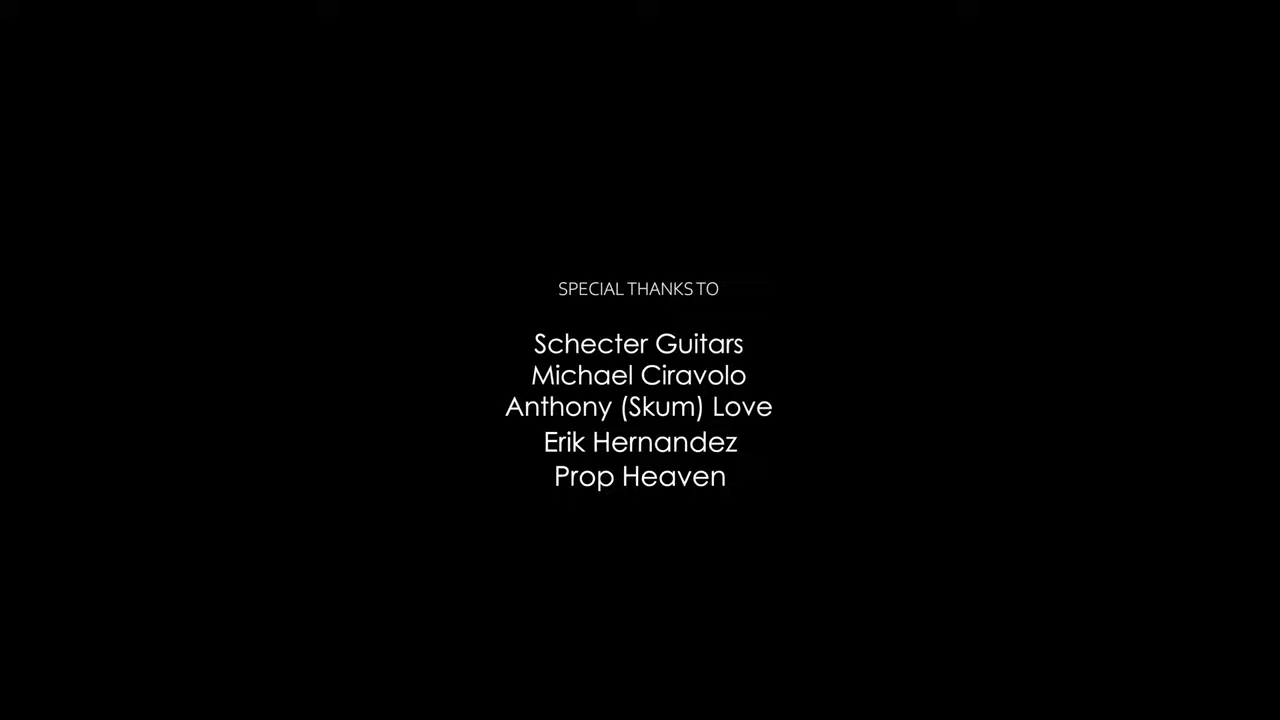 SPECIAL THANKS TO
Schecter Guitars
Michael Ciravolo
Anthony (Skum) Love
Erik Hernandez
Prop Heaven